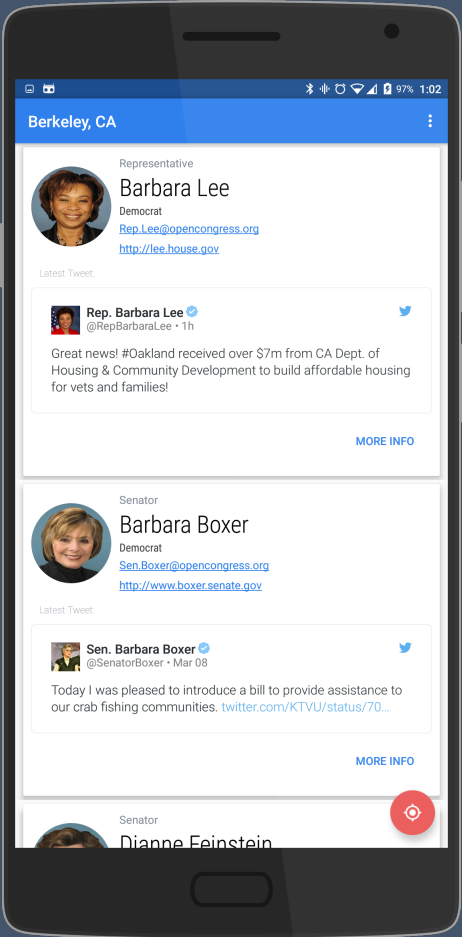 97% 1:02
Berkeley, CA
Representative
Barbara Lee
Democrat
Rep.Lee@opencongress.org
http://lee.house.gov
Latest Tweet:
Rep. Barbara Lee
@RepBarbaraLee • 1h
Great news! #Oakland received over $7m from CA Dept. of
Housing & Community Development to build affordable housing
for vets and families!
MORE INFO
Senator
Barbara Boxer
Democrat
Sen.Boxer@opencongress.org
http://www.boxer.senate.gov
Latest Tweet:
Sen. Barbara Boxer
@SenatorBoxer • Mar 08
Today I was pleased to introduce a bill to provide assistance to
our crab fishing communities. twitter.com/KTVU/status/70...
MORE INFO
Senator
Dianne Feinstein